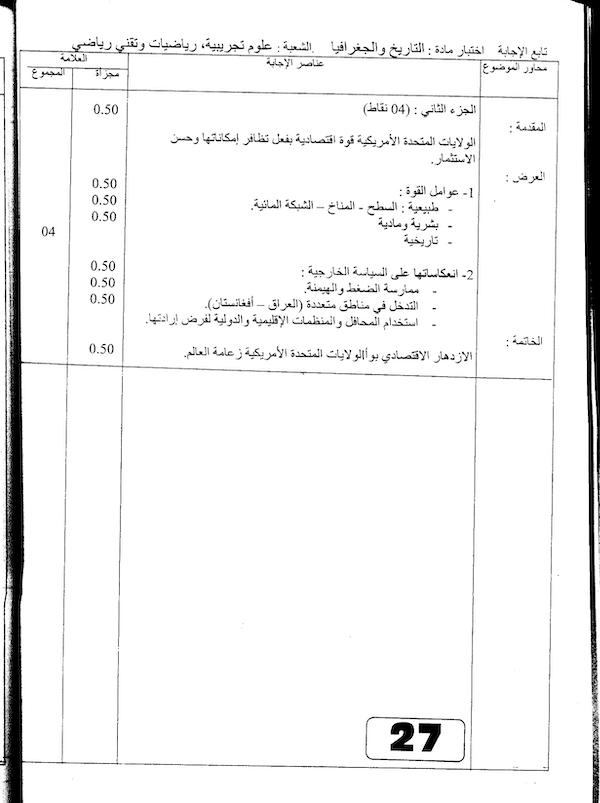 تابع الإجابة اختبار مادة : التاريخ والجغرافيا .الشعبة : علوم تجريبية، رياضيات وتقني رياضي
محاور الموضوع عناصر الإجابة العلامة
مجزأة المجموع
المقدمة :
الجزء الثاني : (04 نقاط) 0.50
الولايات المتحدة الأمريكية قوة اقتصادية بفعل تظافر إمكاناتها وحسن
الاستثمار.
العرض :
1- عوامل القوة : 0.50
- طبيعية : السطح - المناخ – الشبكة المائية. 0.50
- بشرية ومادية 0.50
- تاريخية
04
2- انعكاساتها على السياسة الخارجية : 0.50
- ممارسة الضغط والهيمنة. 0.50
- التدخل في مناطق متعددة (العراق – أفغانستان). 0.50
- استخدام المحافل والمنظمات الإقليمية والدولية لفرض إرادتها.
الخاتمة :
الازدهار الاقتصادي بوأ الولايات المتحدة الأمريكية زعامة العالم. 0.50
27